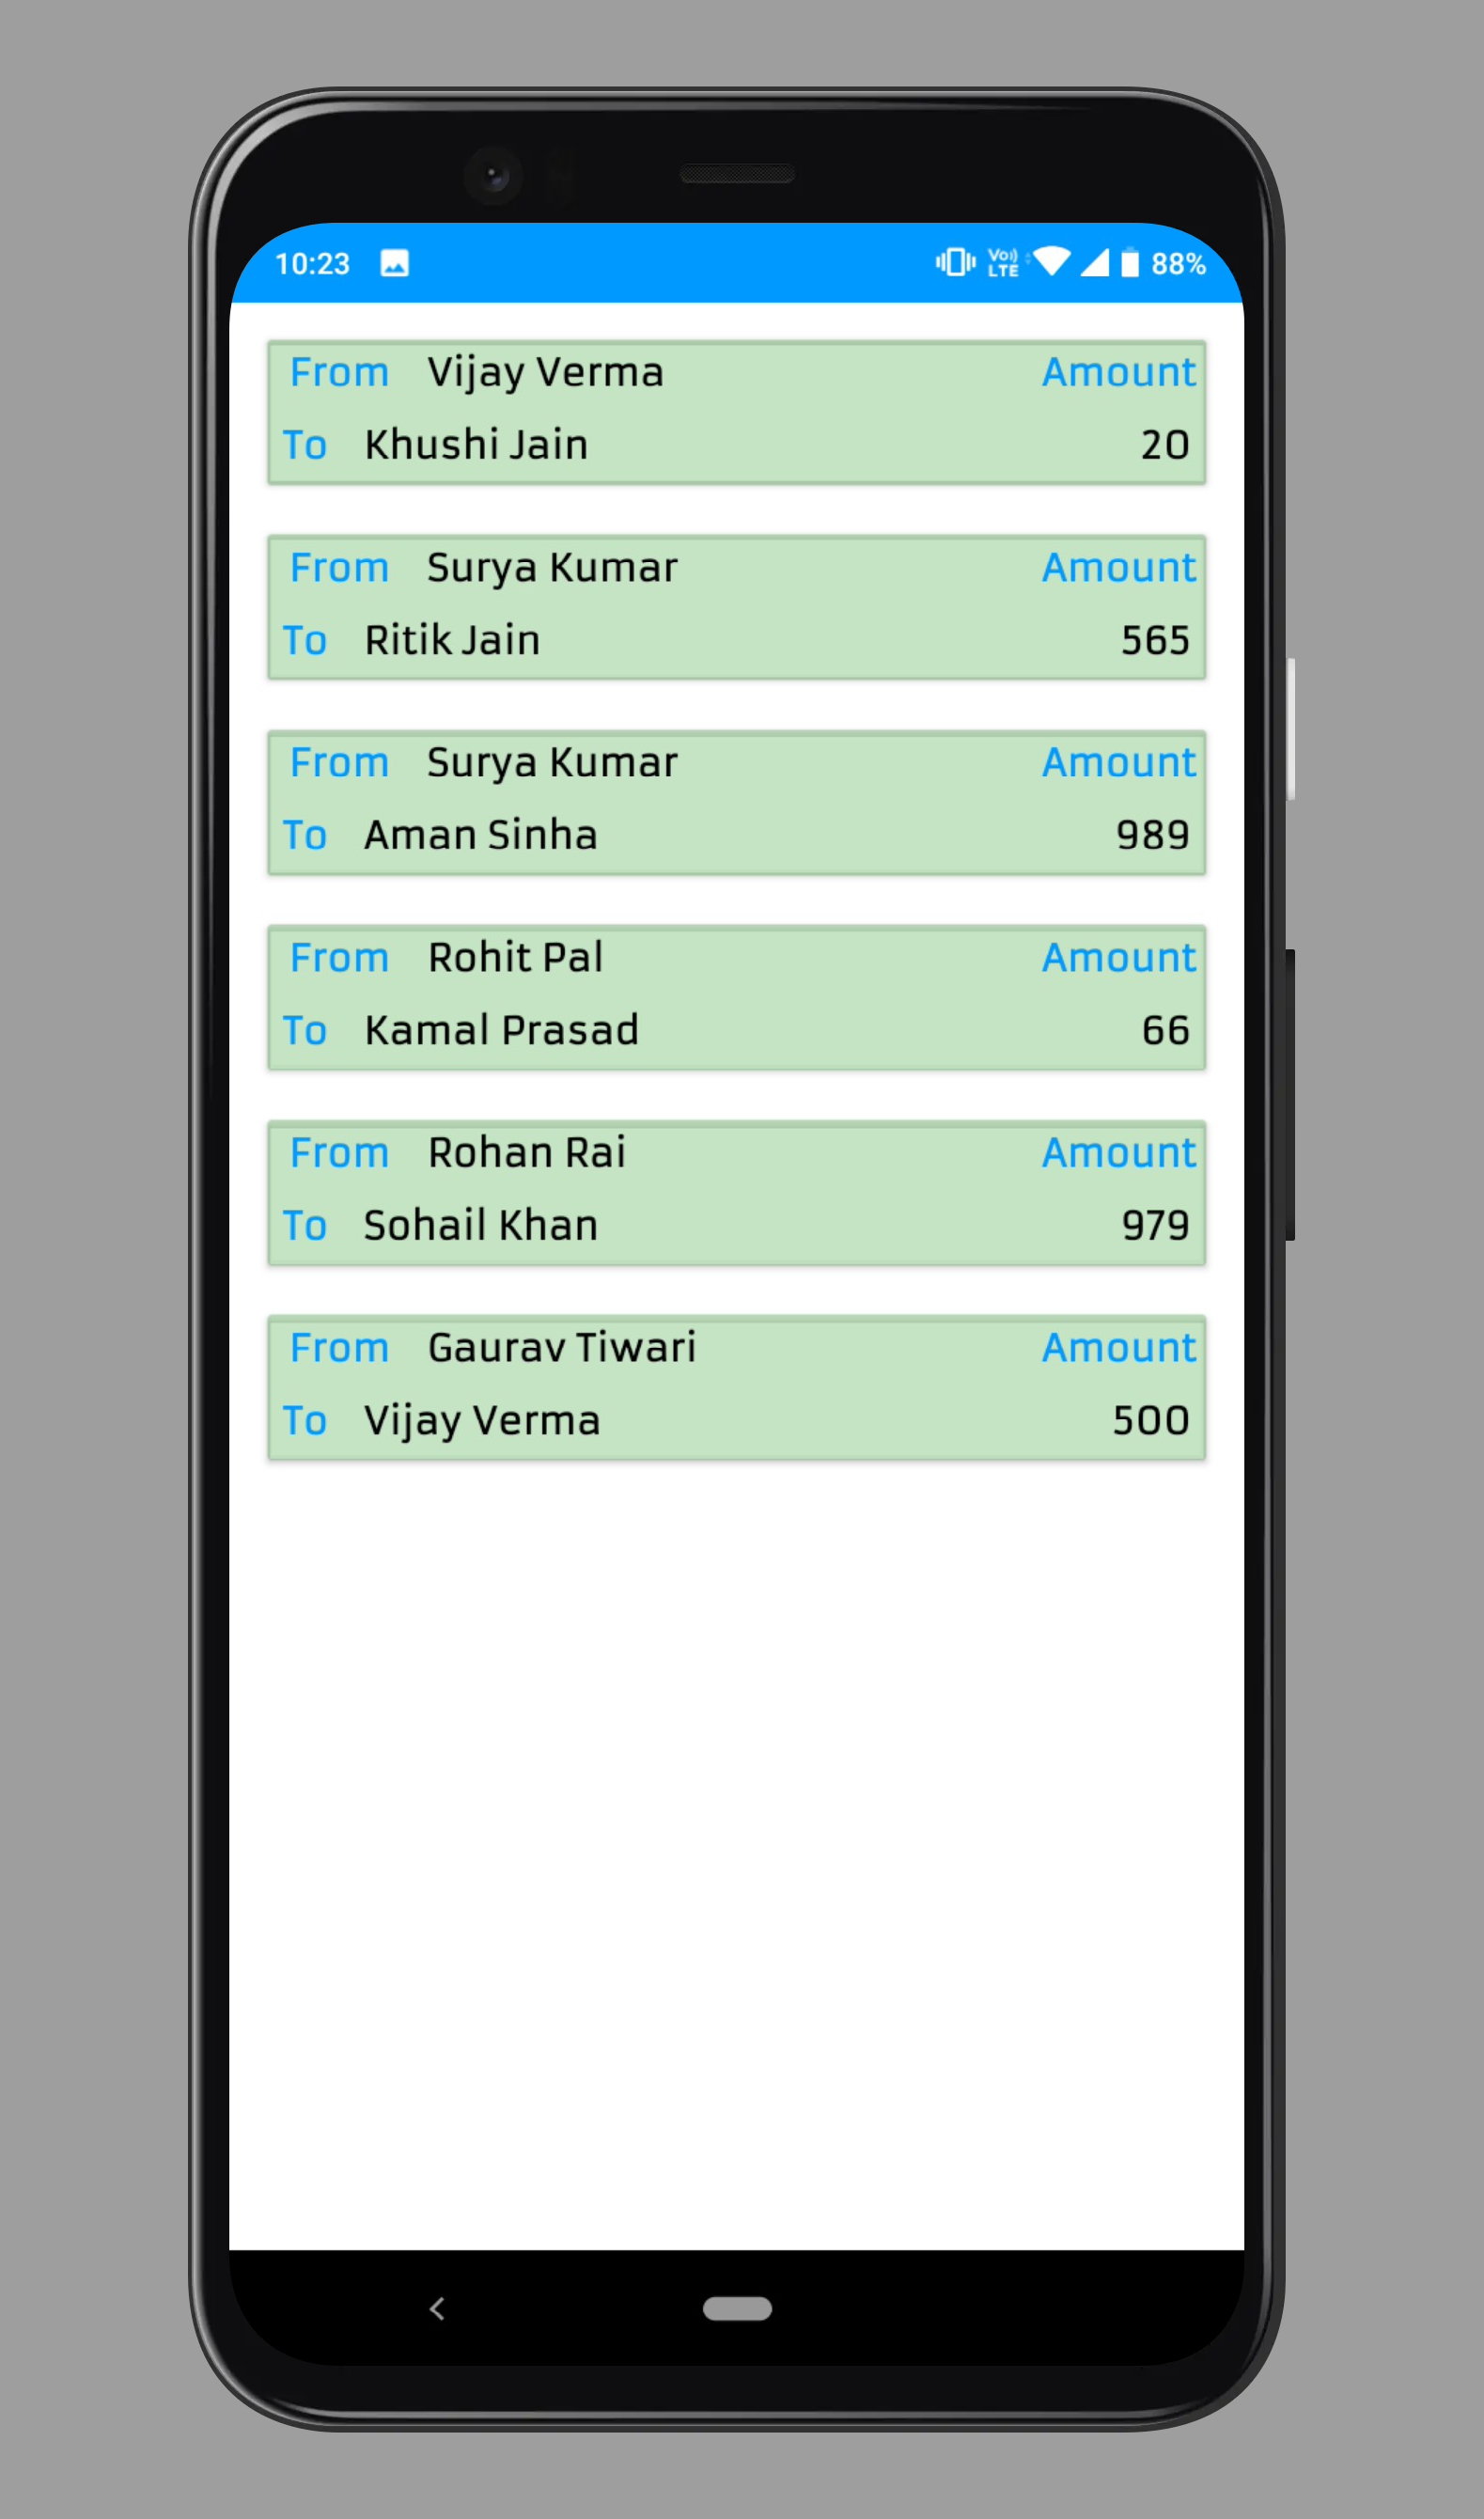 10:23 Vo)) LTE 88%
From Vijay Verma Amount
To Khushi Jain 20
From Surya Kumar Amount
To Ritik Jain 565
From Surya Kumar Amount
To Aman Sinha 989
From Rohit Pal Amount
To Kamal Prasad 66
From Rohan Rai Amount
To Sohail Khan 979
From Gaurav Tiwari Amount
To Vijay Verma 500